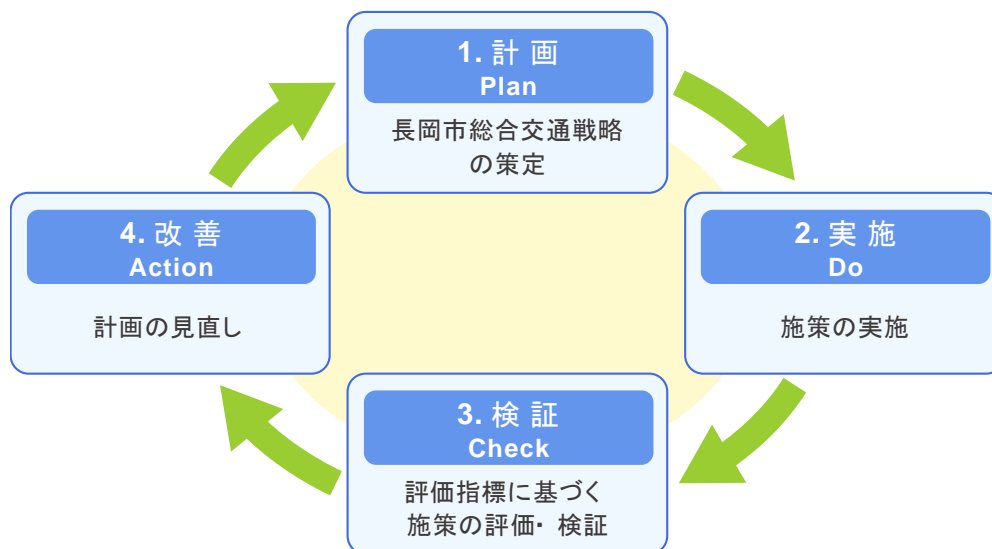 1. 計 画
Plan
長岡市総合交通戦略
の策定
2. 実 施
Do
施策の実施
3. 検 証
Check
評価指標に基づく
施策の評価・ 検証
4. 改 善
Action
計画の見直し